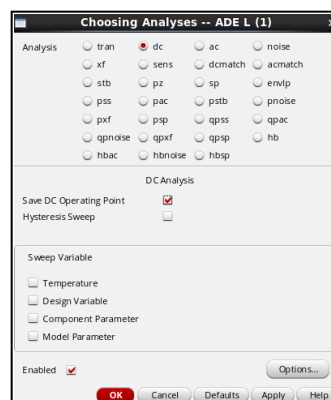 Choosing Analyses -- ADE L (1)
Analysis tran dc ac noise
xf sens dcmatch acmatch
stb pz sp envlp
pss pac pstb pnoise
pxf psp qpss qpac
qpnoise qpxf qpsp hb
hbac hbnoise hbsp
DC Analysis
Save DC Operating Point
Hysteresis Sweep
Sweep Variable
Temperature
Design Variable
Component Parameter
Model Parameter
Enabled Options...
OK Cancel Defaults Apply Help